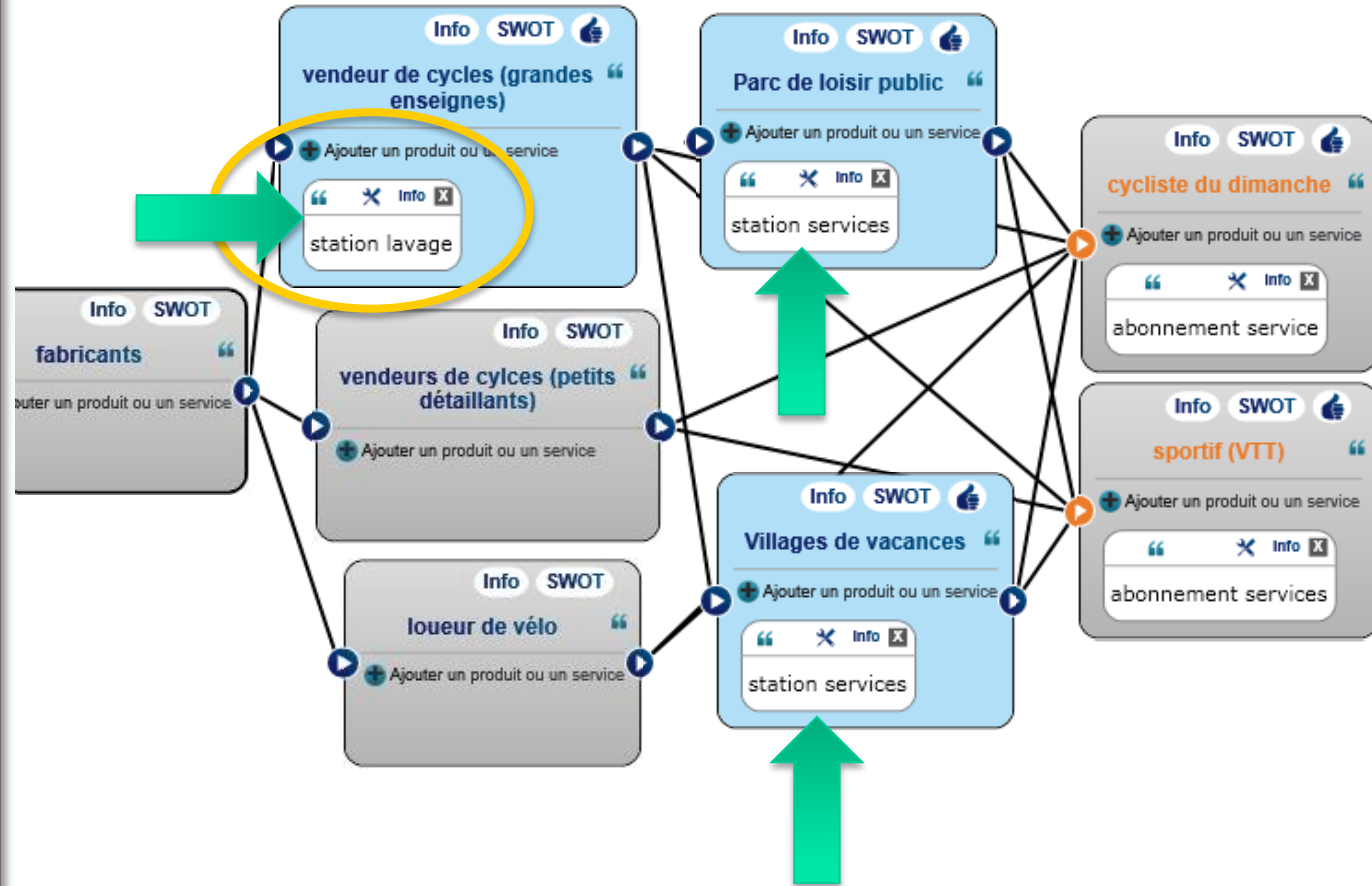 Info SWOT
vendeur de cycles (grandes
enseignes)
Ajouter un produit ou un service
Info X
station lavage
Info SWOT
Parc de loisir public
Ajouter un produit ou un service
Info X
station services
Info SWOT
cycliste du dimanche
Ajouter un produit ou un service
Info X
abonnement service
Info SWOT
fabricants
outer un produit ou un service
Info SWOT
vendeurs de cylces (petits
détaillants)
Ajouter un produit ou un service
Info SWOT
sportif (VTT)
Ajouter un produit ou un service
Info X
abonnement services
Info SWOT
Villages de vacances
Ajouter un produit ou un service
Info X
station services
Info SWOT
loueur de vélo
Ajouter un produit ou un service